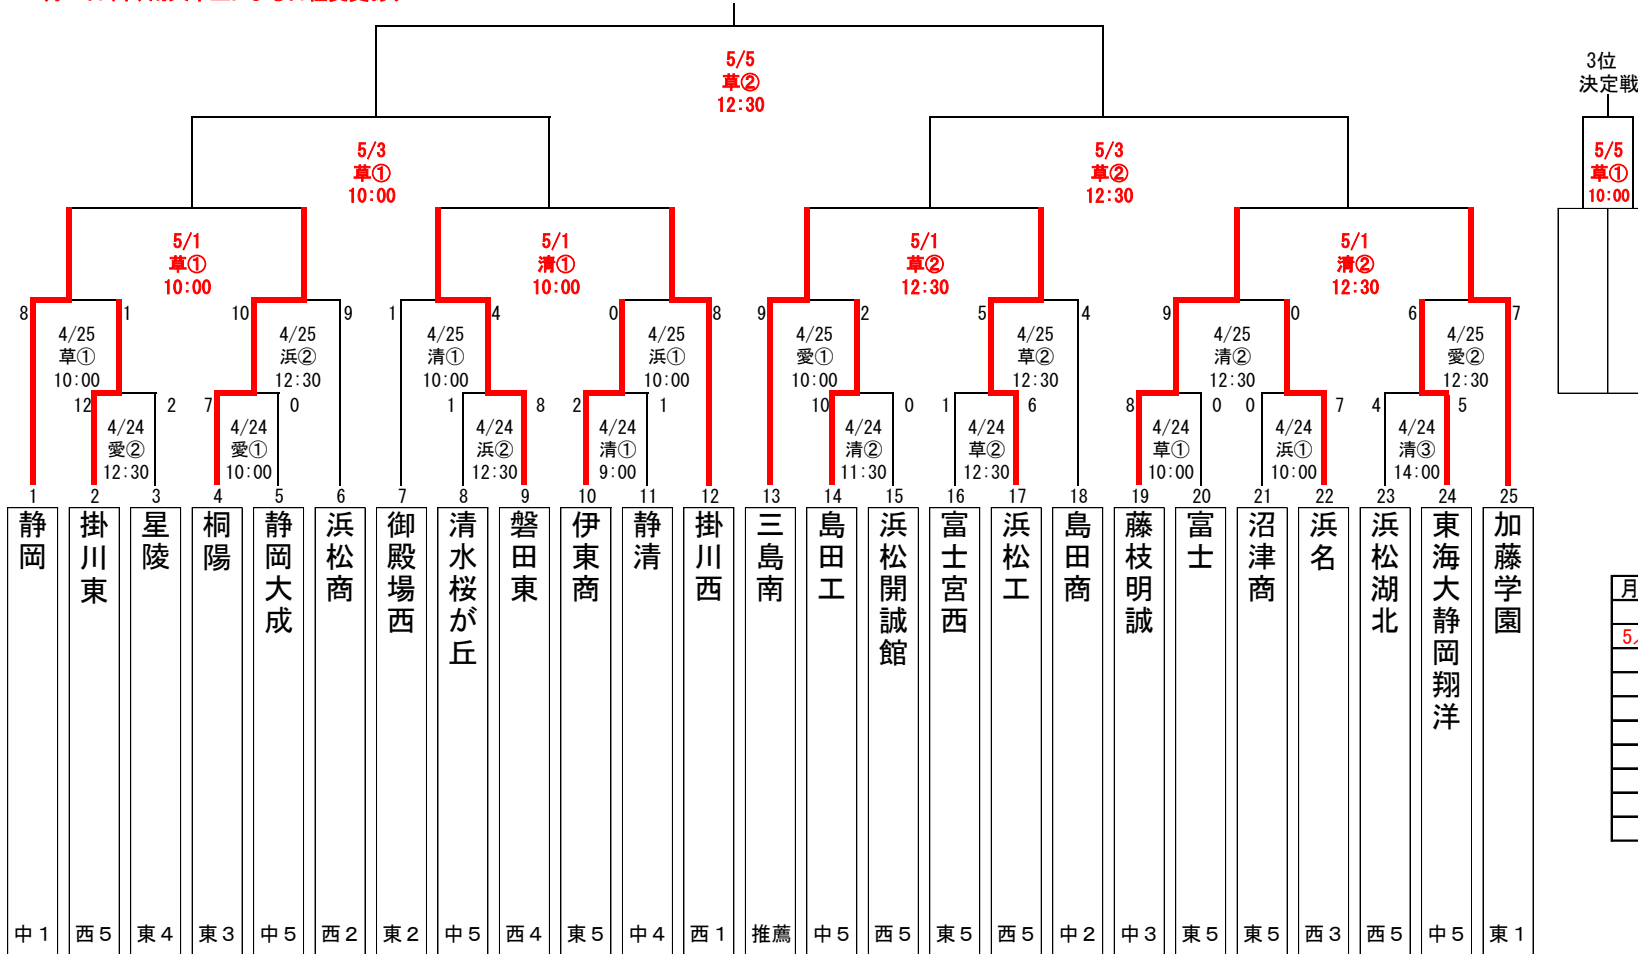 5/5
草②
12:30
3位
決定戦
5/3
草①
10:00
5/3
草②
12:30
5/5
草①
10:00
5/1
草①
10:00
5/1
清①
10:00
5/1
草②
12:30
5/1
清②
12:30
8 1 10 9 1 4 0 8 9 2 5 4 9 0 6 7
4/25
草①
10:00
4/25
浜②
12:30
4/25
清①
10:00
4/25
浜①
10:00
4/25
愛①
10:00
4/25
草②
12:30
4/25
清②
12:30
4/25
愛②
12:30
12 2 7 0 1 8 2 1 10 0 1 6 8 0 0 7 4 5
4/24
愛②
12:30
4/24
愛①
10:00
4/24
浜②
12:30
4/24
清①
9:00
4/24
清②
11:30
4/24
草②
12:30
4/24
草①
10:00
4/24
浜①
10:00
4/24
清③
14:00
1 2 3 4 5 6 7 8 9 10 11 12 13 14 15 16 17 18 19 20 21 22 23 24 25
静岡
掛川東
星陵
桐陽
静岡大成
浜松商
御殿場西
清水桜が丘
磐田東
伊東商
静清
掛川西
三島南
島田工
浜松開誠館
富士宮西
浜松工
島田商
藤枝明誠
富士
沼津商
浜名
浜松湖北
東海大静岡翔洋
加藤学園
中1 西5 東4 東3 中5 西2 東2 中5 西4 東5 中4 西1 推薦 中5 西5 東5 西5 中2 中3 東5 東5 西3 西5 中5 東1
月
5/